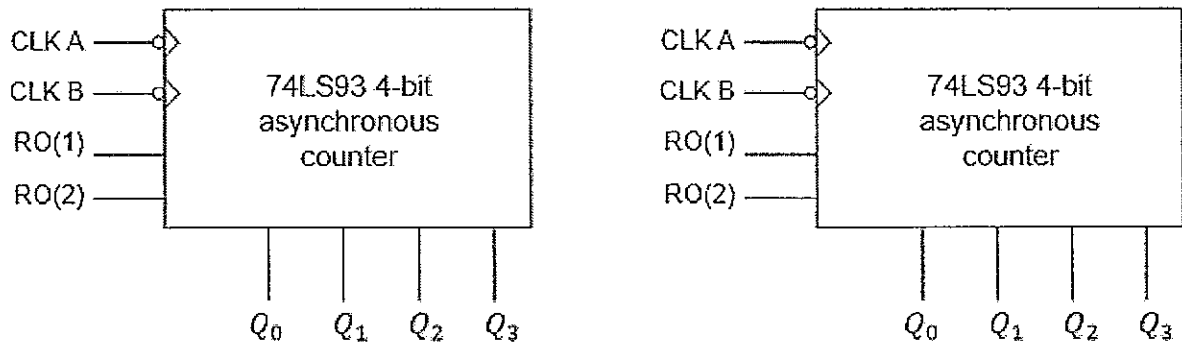 CLK A
CLK B
RO(1)
RO(2)
74LS93 4-bit
asynchronous
counter
Q₀ Q₁ Q₂ Q₃
CLK A
CLK B
RO(1)
RO(2)
74LS93 4-bit
asynchronous
counter
Q₀ Q₁ Q₂ Q₃